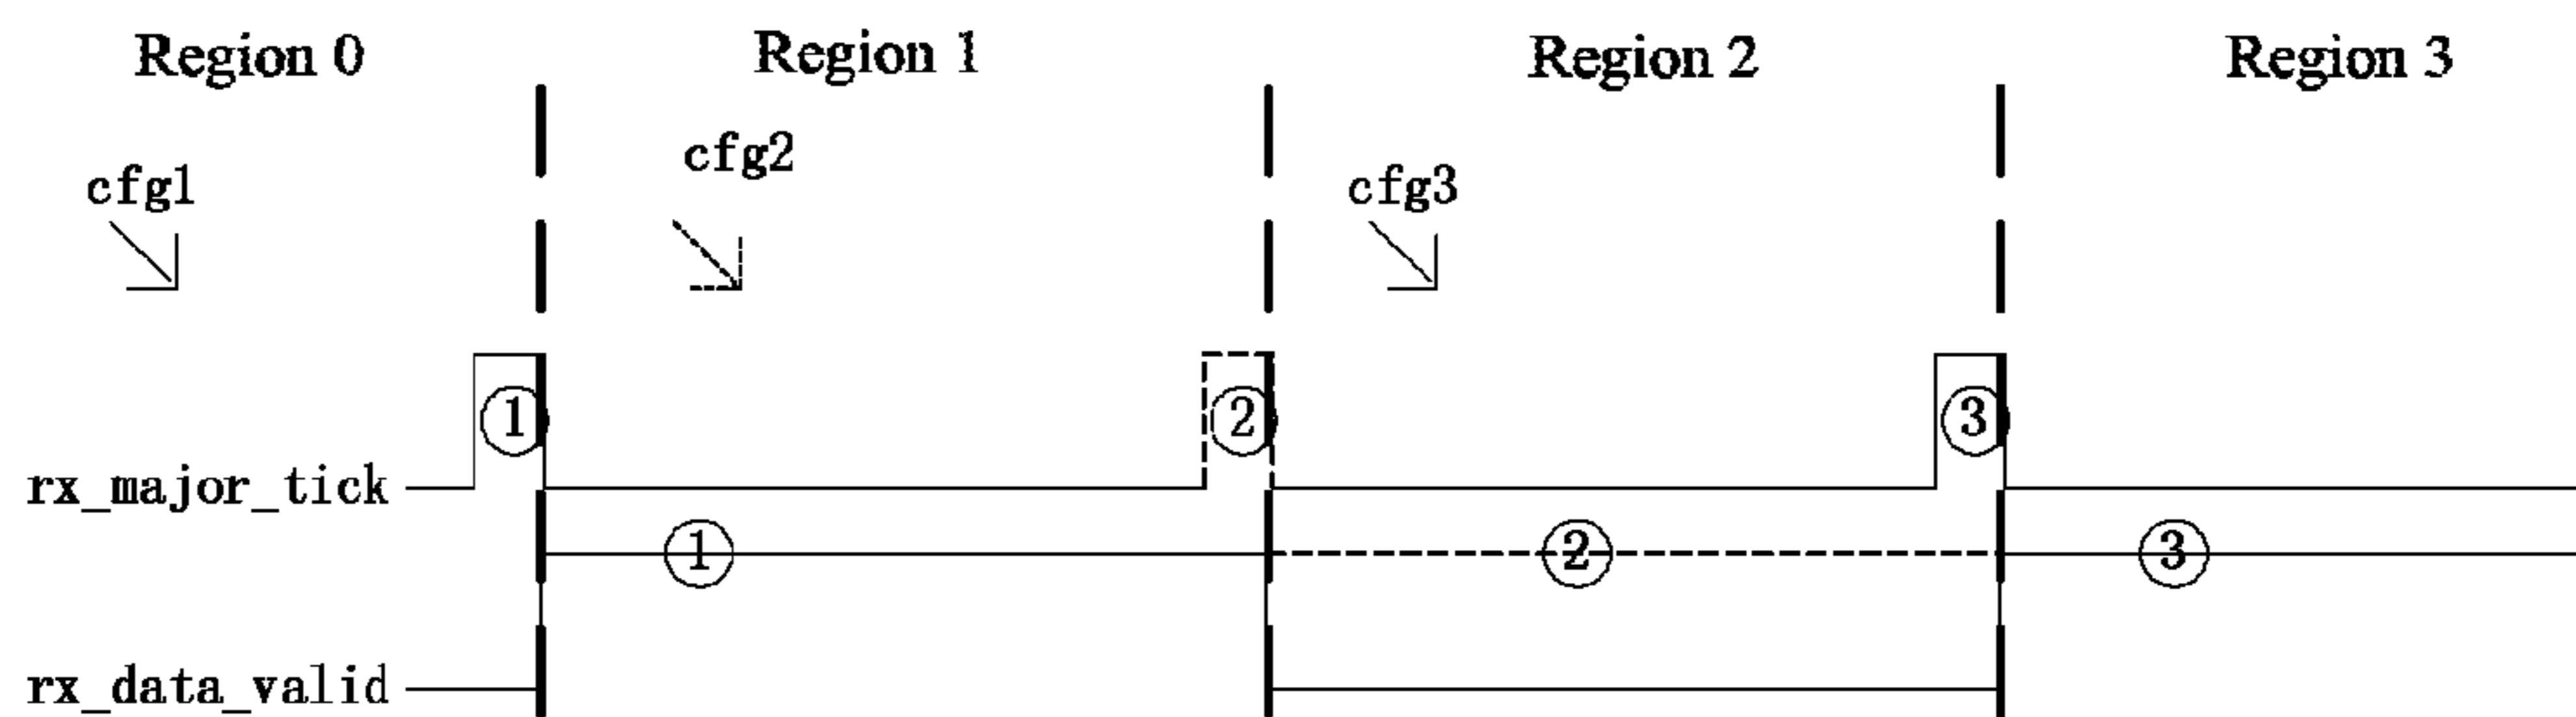 Region 0 Region 1 Region 2 Region 3
cfg1 cfg2 cfg3
① ② ③
rx_major_tick
① ② ③
rx_data_valid